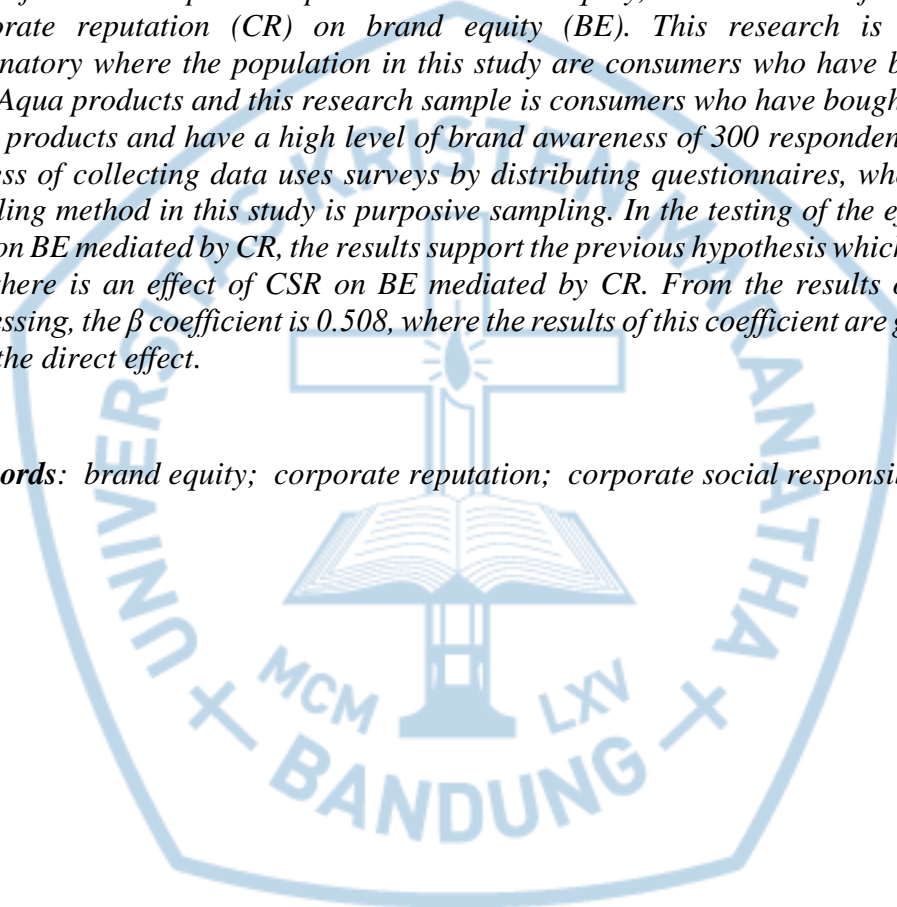 orate reputation (CR) on brand equity (BE). This research is
natory where the population in this study are consumers who have b
Aqua products and this research sample is consumers who have bough
products and have a high level of brand awareness of 300 responden
ess of collecting data uses surveys by distributing questionnaires, wh
ling method in this study is purposive sampling. In the testing of the e
on BE mediated by CR, the results support the previous hypothesis which
here is an effect of CSR on BE mediated by CR. From the results o
essing, the β coefficient is 0.508, where the results of this coefficient are g
the direct effect.
ords: brand equity; corporate reputation; corporate social responsi
UNIVERSITAS KRISTEN MARANATHA
MCM LXV
BANDUNG